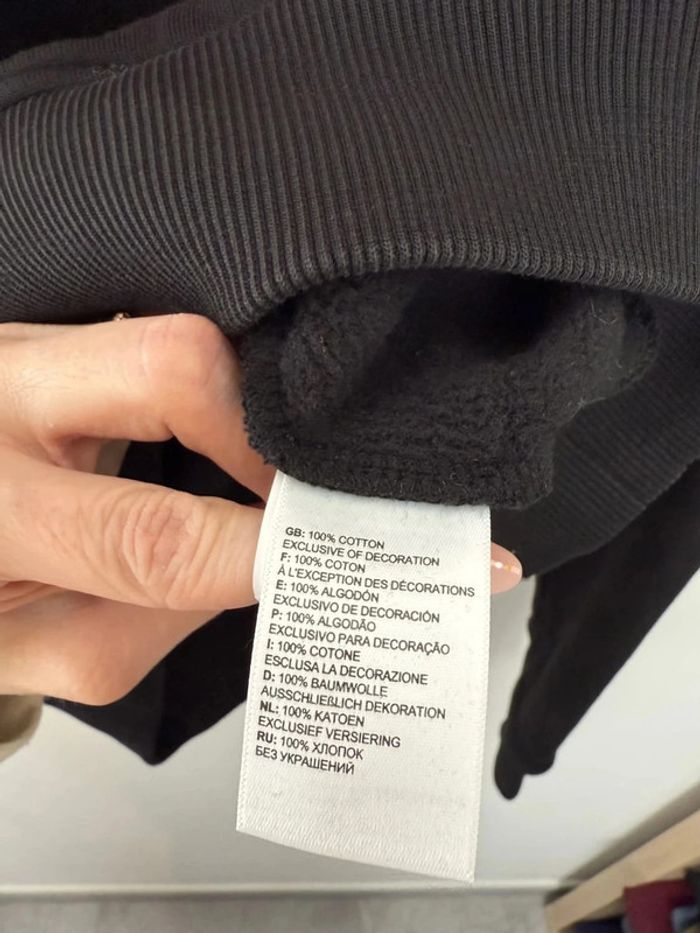 GB: 100% COTTON
EXCLUSIVE OF DECORATION
F: 100% COTON
À L'EXCEPTION DES DÉCORATIONS
E: 100% ALGODÓN
EXCLUSIVO DE DECORACIÓN
P: 100% ALGODÃO
EXCLUSIVO PARA DECORAÇÃO
I: 100% COTONE
ESCLUSA LA DECORAZIONE
D: 100% BAUMWOLLE
AUSSCHLIEßLICH DEKORATION
NL: 100% KATOEN
EXCLUSIEF VERSIERING
RU: 100% ХЛОПОК
БЕЗ УКРАШЕНИЙ